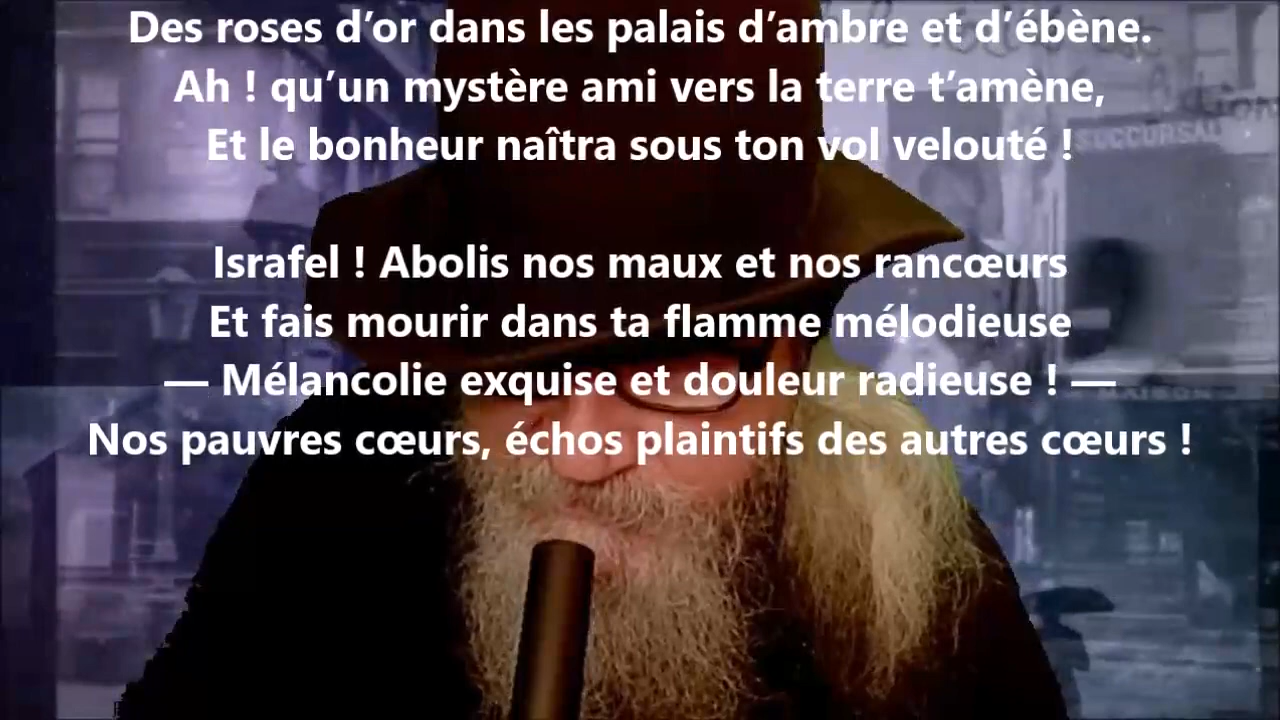 Des roses d’or dans les palais d’ambre et d’ébène.
Ah ! qu’un mystère ami vers la terre t’amène,
Et le bonheur naîtra sous ton vol velouté !
SUCCURSAL
Israfel ! Abolis nos maux et nos rancœurs
Et fais mourir dans ta flamme mélodieuse
— Mélancolie exquise et douleur radieuse ! —
MAISON
Nos pauvres cœurs, échos plaintifs des autres cœurs !